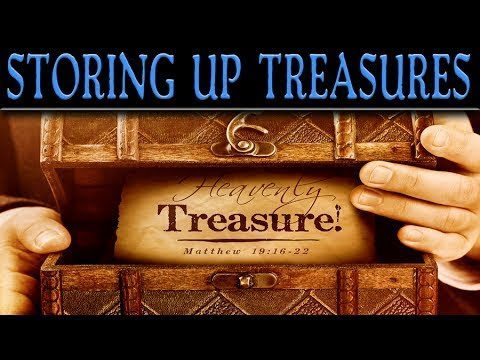 STORING UP TREASURES
Heavenly
Treasure!
Matthew 19:16-22